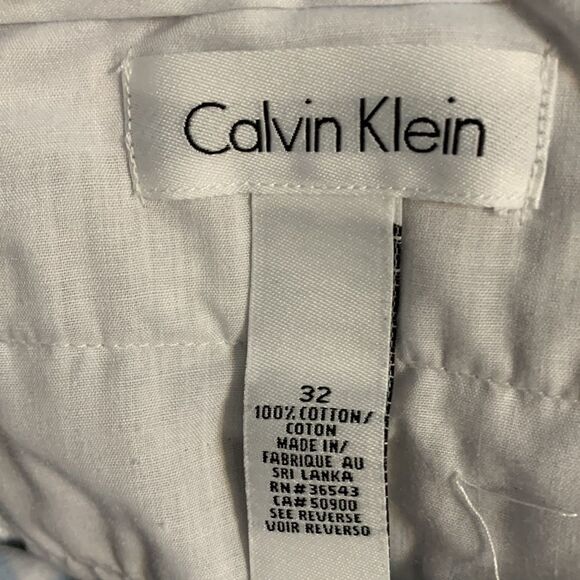 Calvin Klein
32
100% COTTON/
COTON
MADE IN/
FABRIQUE AU
SRI LANKA
RN#36543
CA#50900
SEE REVERSE
VOIR REVERSO